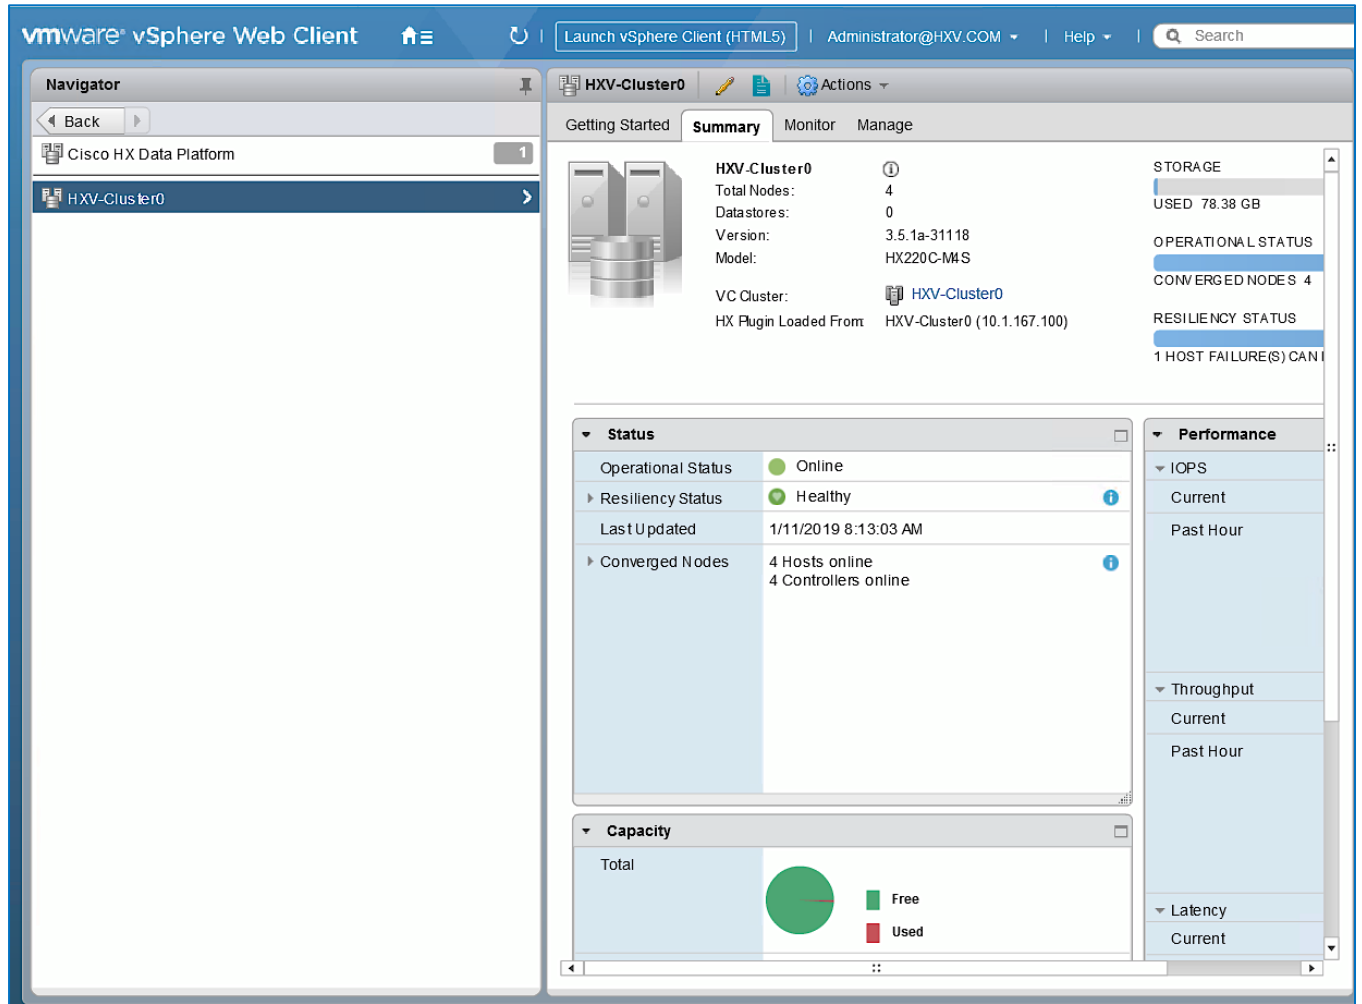 vmware® vSphere Web Client
Launch vSphere Client (HTML5)
Administrator@HXV.COM
Help
Search
Navigator
Back
Cisco HX Data Platform
1
HXV-Cluster0
HXV-Cluster0
Actions
Getting Started
Summary
Monitor
Manage
HXV-Cluster0
Total Nodes: 4
Datastores: 0
Version: 3.5.1a-31118
Model: HX220C-M4S
VC Cluster: HXV-Cluster0
HX Plugin Loaded From: HXV-Cluster0 (10.1.167.100)
STORAGE
USED 78.38 GB
OPERATIONAL STATUS
CONVERGED NODES 4
RESILIENCY STATUS
1 HOST FAILURE(S) CAN
Status
Operational Status Online
Resiliency Status Healthy
Last Updated 1/11/2019 8:13:03 AM
Converged Nodes 4 Hosts online
4 Controllers online
Capacity
Total
Free
Used
Performance
IOPS
Current
Past Hour
Throughput
Current
Past Hour
Latency
Current